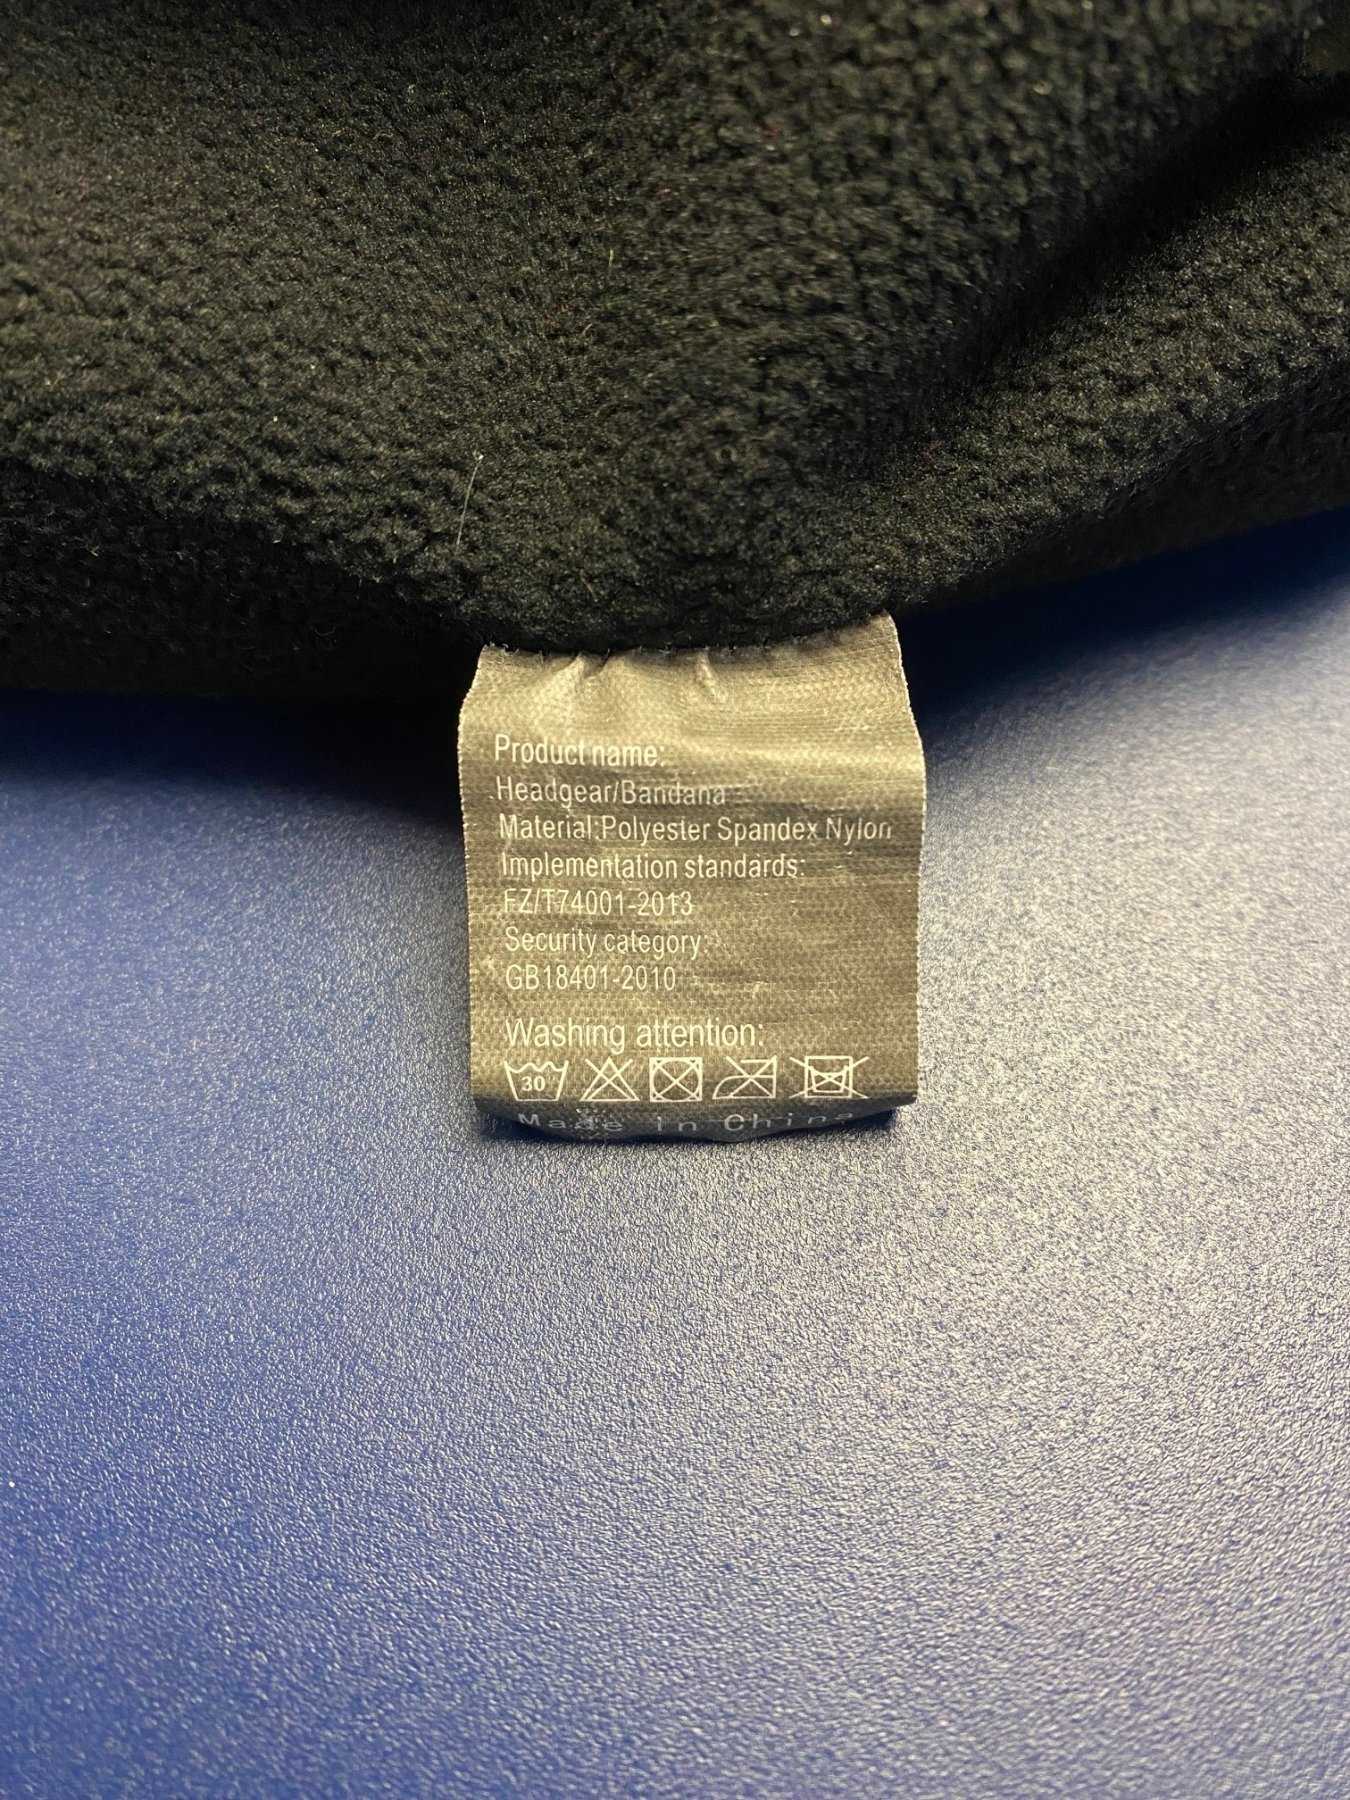 Product name:
Headgear/Bandana
Material:Polyester Spandex Nylon
Implementation standards:
FZ/T74001-2013
Security category:
GB18401-2010
Washing attention:
30
Made in China